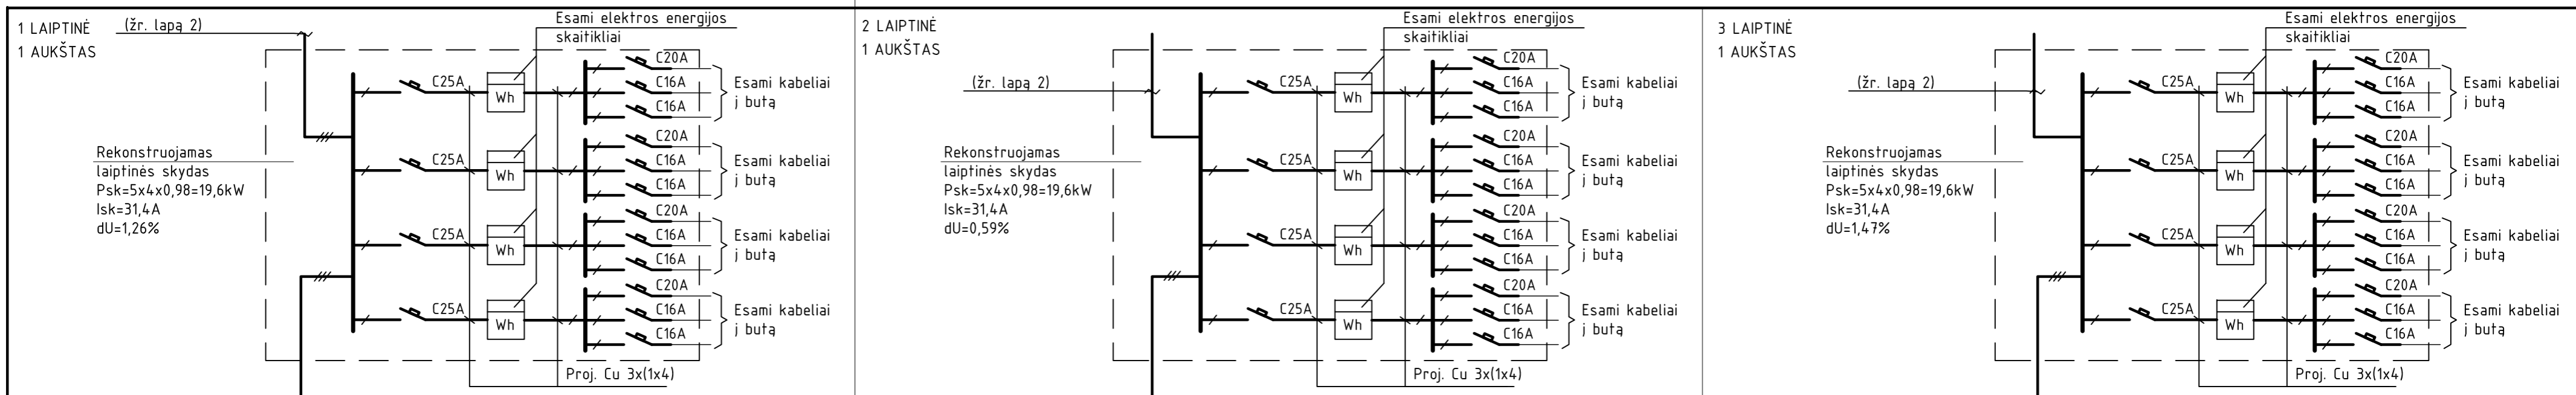 1 LAIPTINĖ
1 AUKŠTAS
(žr. lapą 2)
Esami elektros energijos
skaitikliai
Rekonstruojamas
laiptinės skydas
Psk=5x4x0,98=19,6kW
Isk=31,4A
dU=1,26%
C25A
Wh
C20A
C16A
C16A
Esami kabeliai
į butą
C25A
Wh
C20A
C16A
C16A
Esami kabeliai
į butą
C25A
Wh
C20A
C16A
C16A
Esami kabeliai
į butą
C25A
Wh
C20A
C16A
C16A
Esami kabeliai
į butą
Proj. Cu 3x(1x4)
2 LAIPTINĖ
1 AUKŠTAS
(žr. lapą 2)
Esami elektros energijos
skaitikliai
Rekonstruojamas
laiptinės skydas
Psk=5x4x0,98=19,6kW
Isk=31,4A
dU=0,59%
C25A
Wh
C20A
C16A
C16A
Esami kabeliai
į butą
C25A
Wh
C20A
C16A
C16A
Esami kabeliai
į butą
C25A
Wh
C20A
C16A
C16A
Esami kabeliai
į butą
C25A
Wh
C20A
C16A
C16A
Esami kabeliai
į butą
Proj. Cu 3x(1x4)
3 LAIPTINĖ
1 AUKŠTAS
(žr. lapą 2)
Esami elektros energijos
skaitikliai
Rekonstruojamas
laiptinės skydas
Psk=5x4x0,98=19,6kW
Isk=31,4A
dU=1,47%
C25A
Wh
C20A
C16A
C16A
Esami kabeliai
į butą
C25A
Wh
C20A
C16A
C16A
Esami kabeliai
į butą
C25A
Wh
C20A
C16A
C16A
Esami kabeliai
į butą
C25A
Wh
C20A
C16A
C16A
Esami kabeliai
į butą
Proj. Cu 3x(1x4)